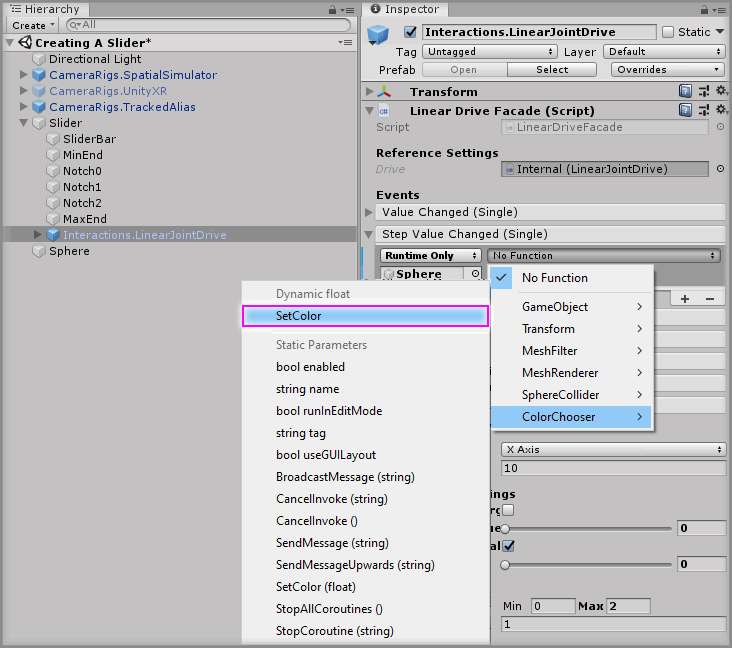 Hierarchy
Create
All
Creating A Slider*
Directional Light
CameraRigs.SpatialSimulator
CameraRigs.UnityXR
CameraRigs.TrackedAlias
Slider
SliderBar
MinEnd
Notch0
Notch1
Notch2
MaxEnd
Interactions.LinearJointDrive
Sphere
Inspector
Interactions.LinearJointDrive Static
Tag Untagged Layer Default
Prefab Open Select Overrides
Transform
Linear Drive Facade (Script)
Script LinearDriveFacade
Reference Settings
Drive Internal (LinearJointDrive)
Events
Value Changed (Single)
Step Value Changed (Single)
Runtime Only No Function
Sphere
No Function
GameObject
Transform
MeshFilter
MeshRenderer
SphereCollider
ColorChooser
Dynamic float
SetColor
Static Parameters
bool enabled
string name
bool runInEditMode
string tag
bool useGUILayout
BroadcastMessage (string)
CancelInvoke (string)
CancelInvoke ()
SendMessage (string)
SendMessageUpwards (string)
SetColor (float)
StopAllCoroutines ()
StopCoroutine (string)
X Axis
10
ings
rg
ue 0
al
0
Min 0 Max 2
1